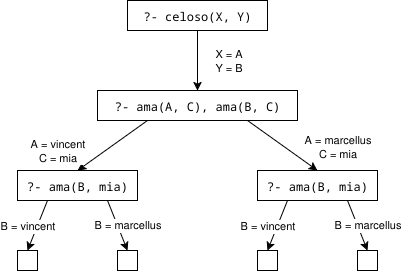 ?- celoso(X, Y)
X = A
Y = B
?- ama(A, C), ama(B, C)
A = vincent
C = mia
A = marcellus
C = mia
?- ama(B, mia)
?- ama(B, mia)
B = vincent
B = marcellus
B = vincent
B = marcellus